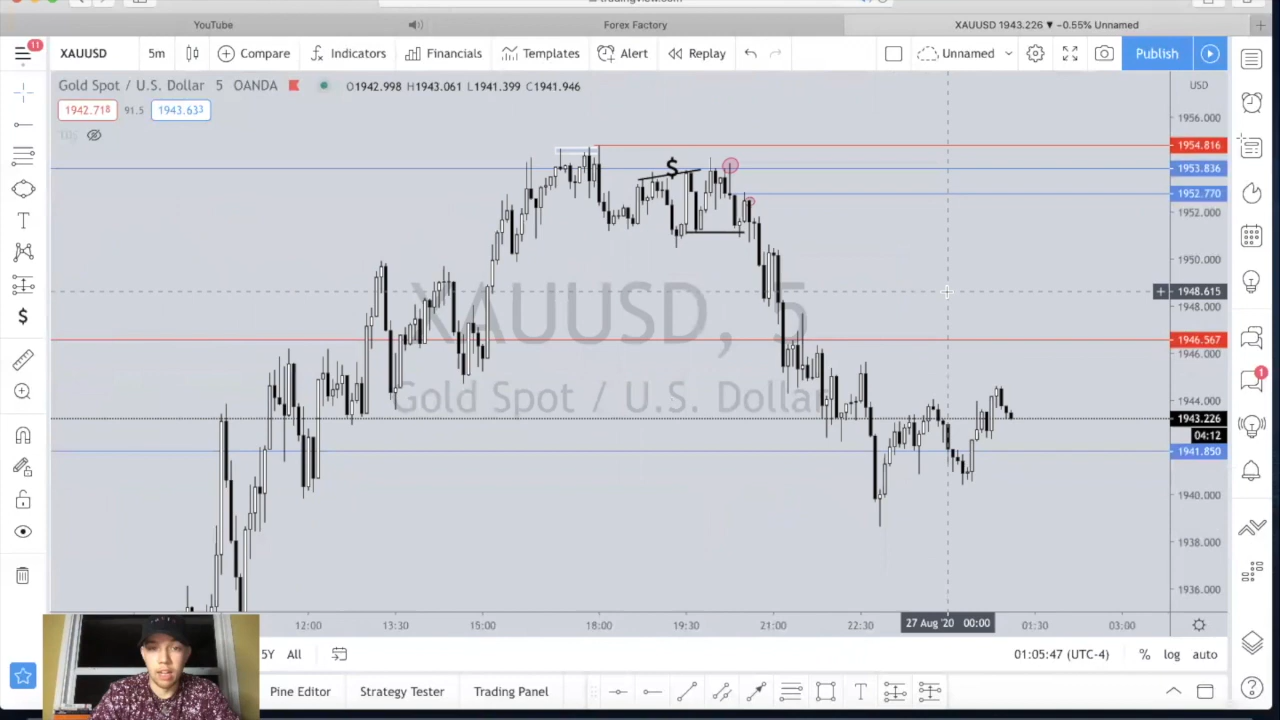 YouTube
Forex Factory
XAUUSD 1943.226 ▼ −0.55% Unnamed
11
XAUUSD
5m
Compare
Indicators
Financials
Templates
Alert
Replay
Unnamed
Publish
Gold Spot / U.S. Dollar 5 OANDA
O1942.998 H1943.061 L1941.399 C1941.946
USD
1942.718
91.5
1943.633
1956.000
1954.816
$
1953.836
1952.770
1952.000
1950.000
XAUUSD, 5
1948.615
1948.000
1946.567
1946.000
Gold Spot / U.S. Dollar
1944.000
1943.226
04:12
1941.850
1940.000
1938.000
1936.000
1
12:00
13:30
15:00
18:00
19:30
21:00
22:30
27 Aug '20 00:00
01:30
03:00
5Y
All
01:05:47 (UTC-4)
%
log
auto
Pine Editor
Strategy Tester
Trading Panel